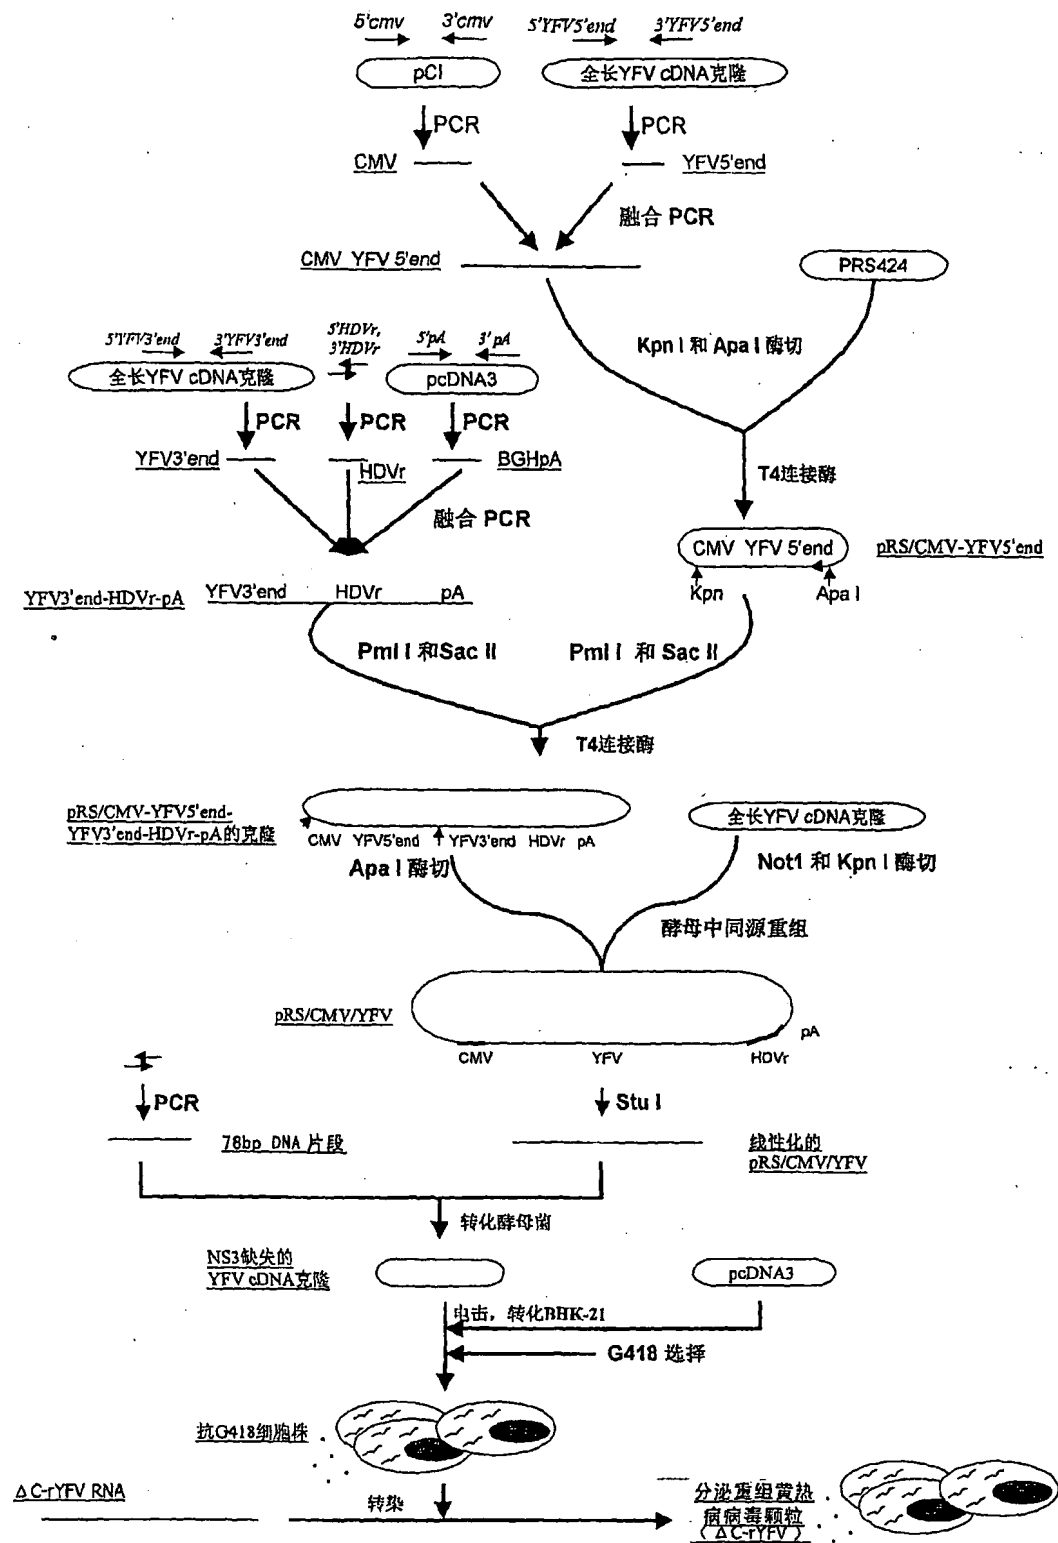 5'cmv 3'cmv 5'YFV5'end 3'YFV5'end
pCI 全长YFV cDNA克隆
PCR PCR
CMV YFV5'end
融合 PCR
CMV YFV 5'end
PRS424
Kpn I 和 Apa I 酶切
5'YFV3'end 3'YFV3'end 5'HDVr, 3'HDVr 5'pA 3'pA
全长YFV cDNA克隆 pcDNA3
PCR PCR PCR
YFV3'end HDVr BGHpA
T4连接酶
融合 PCR
CMV YFV 5'end pRS/CMV-YFV5'end
Kpn Apa I
YFV3'end-HDVr-pA YFV3'end HDVr pA
Pml I 和Sac II Pml I 和 Sac II
T4连接酶
pRS/CMV-YFV5'end-
YFV3'end-HDVr-pA的克隆
CMV YFV5'end YFV3'end HDVr pA
全长YFV cDNA克隆
Apa I 酶切 Not1 和 Kpn I 酶切
酵母中同源重组
pRS/CMV/YFV
CMV YFV HDVr pA
PCR Stu I
78bp DNA 片段
线性化的
pRS/CMV/YFV
转化酵母菌
NS3缺失的
YFV cDNA克隆
pcDNA3
电击，转化BHK-21
G418 选择
抗G418细胞株
ΔC-rYFV RNA 转染
分泌重组黄热
病病毒颗粒
（ΔC-rYFV）